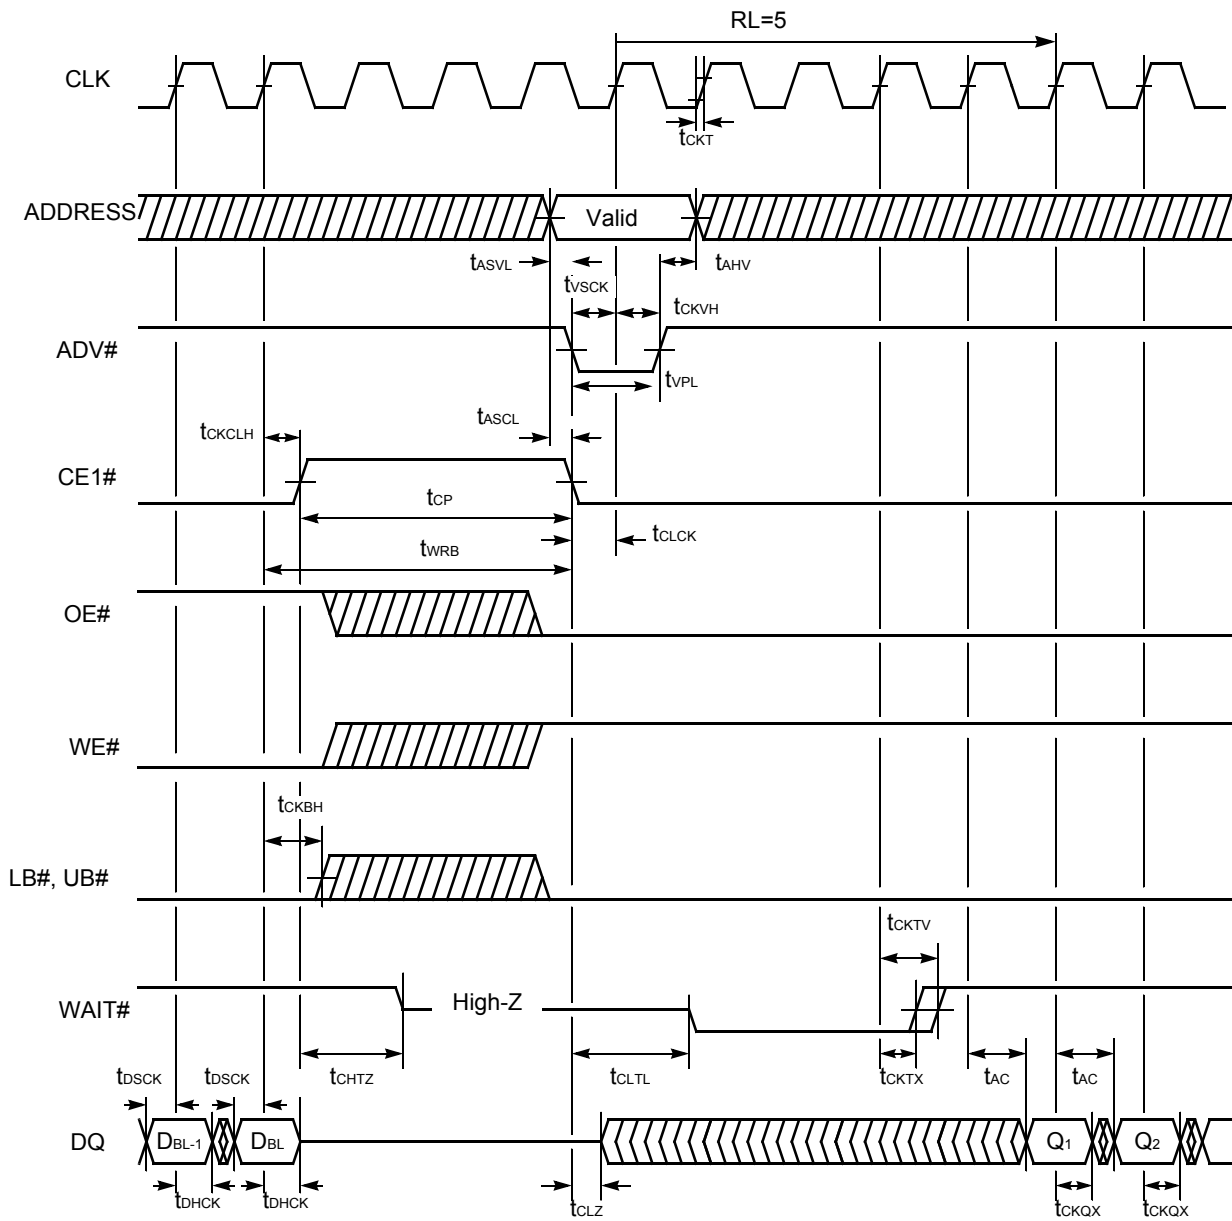 RL=5
CLK
tCKT
ADDRESS
Valid
tASVL
tAHV
tVSCK
tCKVH
ADV#
tVPL
tASCL
tCKCLH
CE1#
tCP
tCLCK
tWRB
OE#
WE#
tCKBH
LB#, UB#
tCKTV
WAIT#
High-Z
tDSCK
tDSCK
tCHTZ
tCLTL
tCKTX
tAC
tAC
DQ
DBL-1
DBL
Q1
Q2
tDHCK
tDHCK
tCLZ
tCKQX
tCKQX